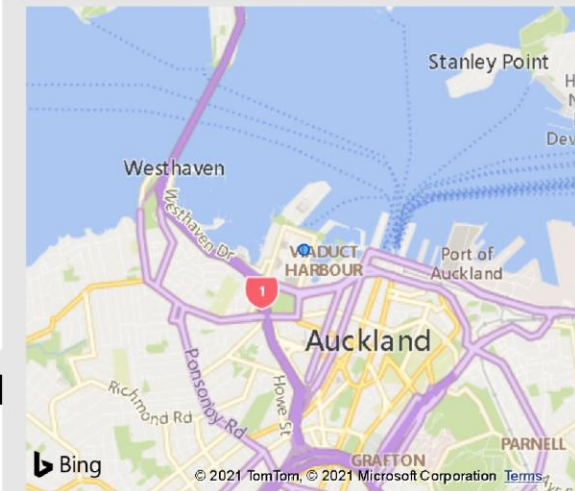 Stanley Point
H
N
Dev
Westhaven
Westhaven Dr
VIADUCT
HARBOUR
Port of
Auckland
1
Auckland
Ponsonby Rd
Howe St
Richmond Rd
PARNELL
GRAFTON
Bing
© 2021 TomTom, © 2021 Microsoft Corporation Terms